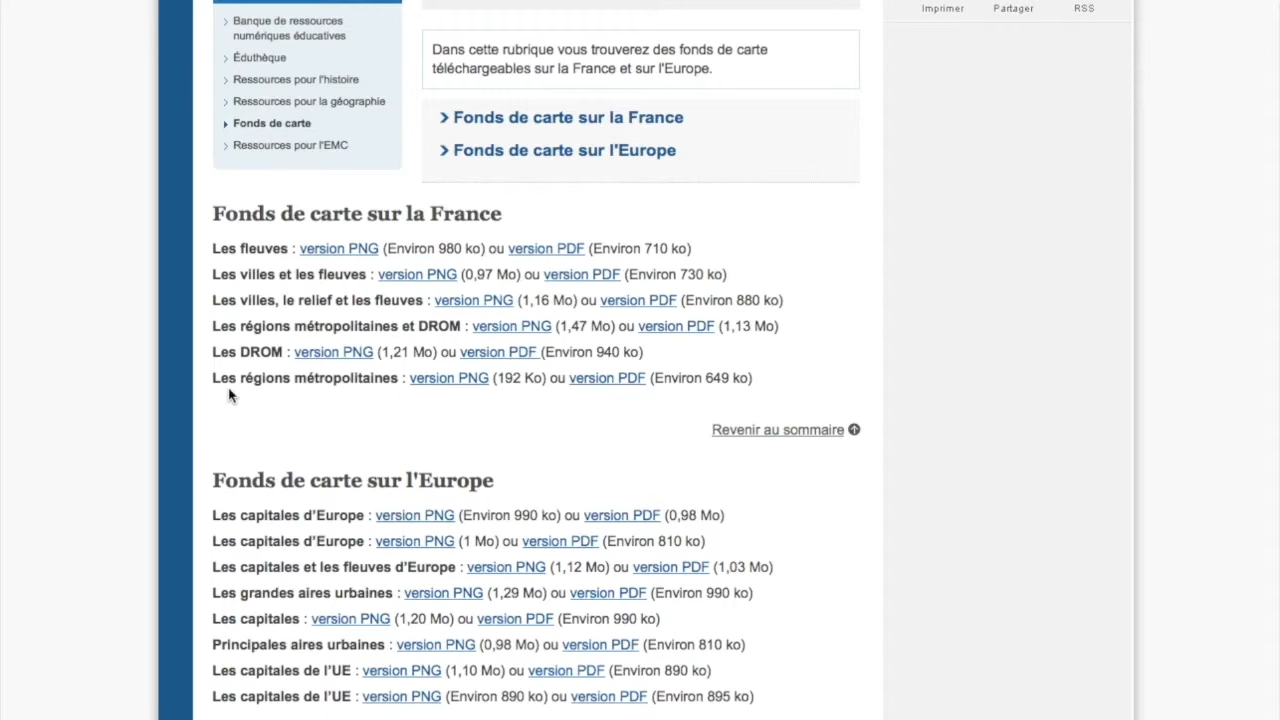 Imprimer Partager RSS
Banque de ressources
numériques éducatives
Éduthèque
Ressources pour l'histoire
Ressources pour la géographie
Fonds de carte
Ressources pour l'EMC
Dans cette rubrique vous trouverez des fonds de carte
téléchargeables sur la France et sur l'Europe.
Fonds de carte sur la France
Fonds de carte sur l'Europe
Fonds de carte sur la France
Les fleuves : version PNG (Environ 980 ko) ou version PDF (Environ 710 ko)
Les villes et les fleuves : version PNG (0,97 Mo) ou version PDF (Environ 730 ko)
Les villes, le relief et les fleuves : version PNG (1,16 Mo) ou version PDF (Environ 880 ko)
Les régions métropolitaines et DROM : version PNG (1,47 Mo) ou version PDF (1,13 Mo)
Les DROM : version PNG (1,21 Mo) ou version PDF (Environ 940 ko)
Les régions métropolitaines : version PNG (192 Ko) ou version PDF (Environ 649 ko)
Revenir au sommaire
Fonds de carte sur l'Europe
Les capitales d’Europe : version PNG (Environ 990 ko) ou version PDF (0,98 Mo)
Les capitales d’Europe : version PNG (1 Mo) ou version PDF (Environ 810 ko)
Les capitales et les fleuves d’Europe : version PNG (1,12 Mo) ou version PDF (1,03 Mo)
Les grandes aires urbaines : version PNG (1,29 Mo) ou version PDF (Environ 990 ko)
Les capitales : version PNG (1,20 Mo) ou version PDF (Environ 990 ko)
Principales aires urbaines : version PNG (0,98 Mo) ou version PDF (Environ 810 ko)
Les capitales de l’UE : version PNG (1,10 Mo) ou version PDF (Environ 890 ko)
Les capitales de l’UE : version PNG (Environ 890 ko) ou version PDF (Environ 895 ko)